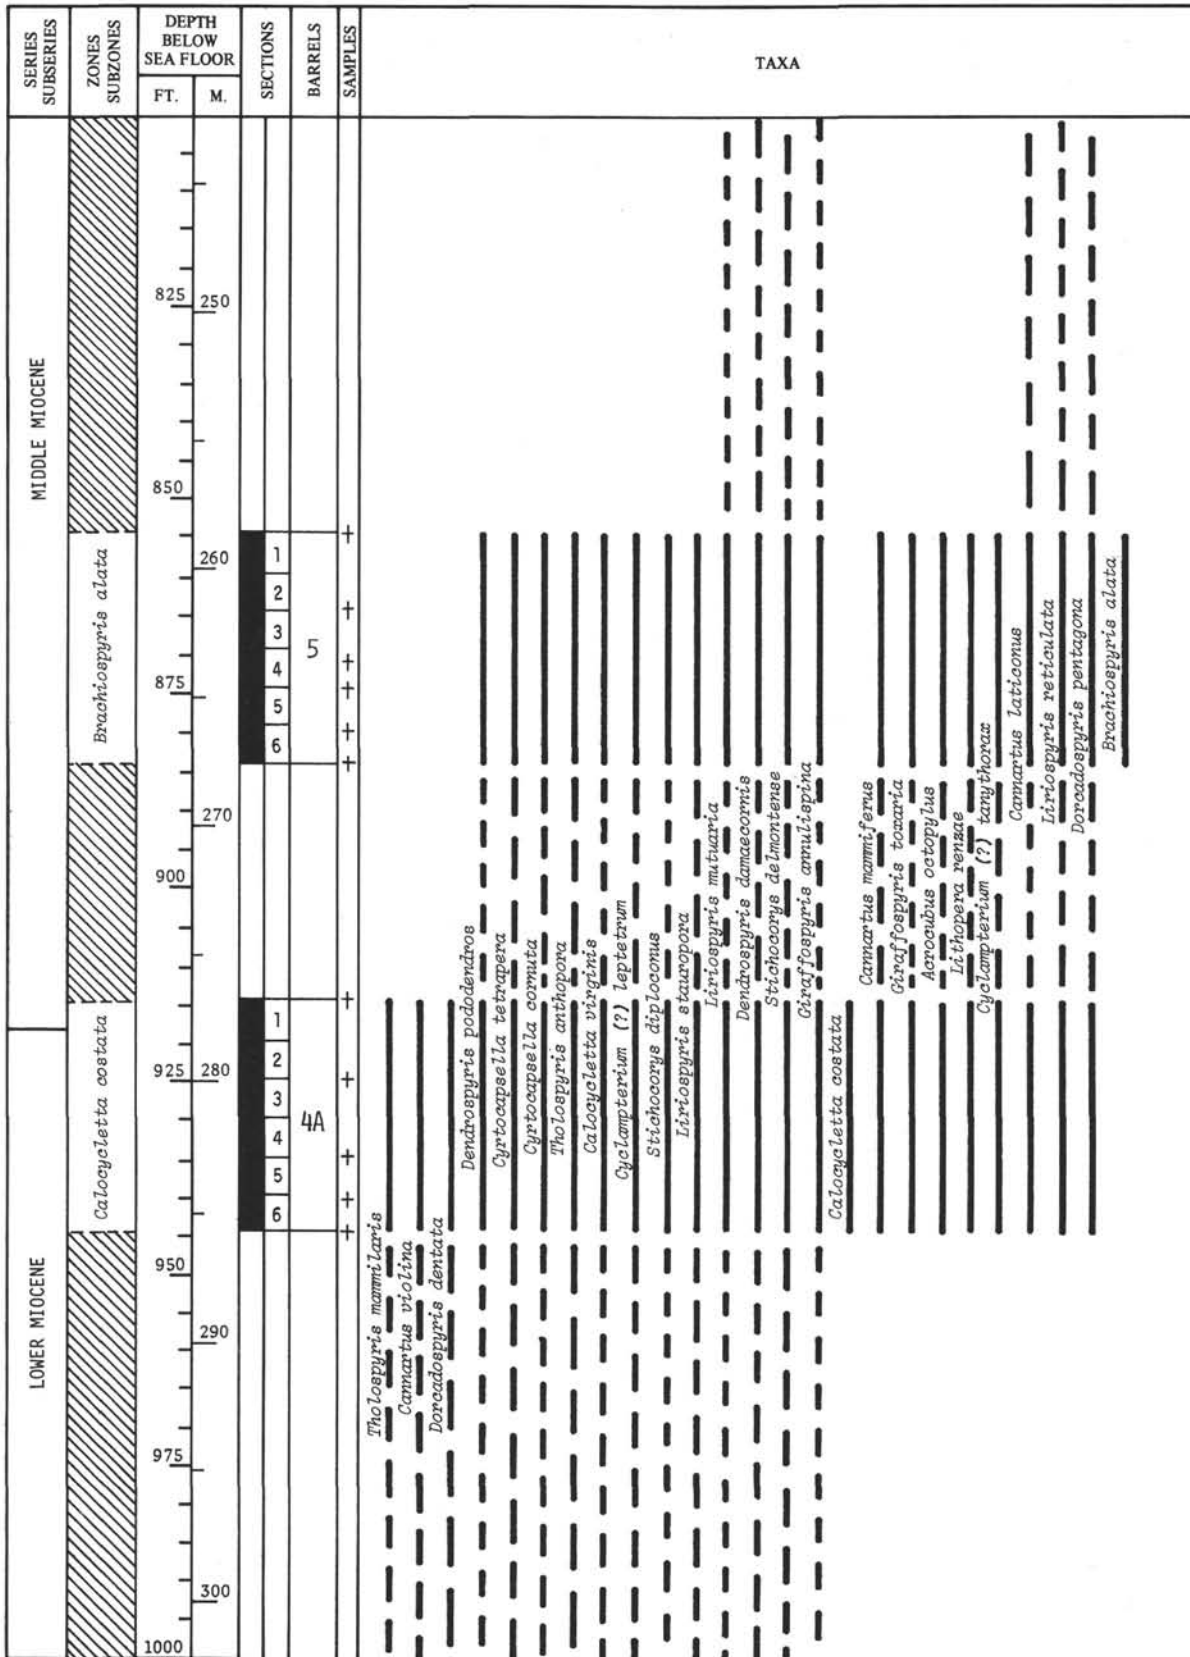 SERIES
SUBSERIES
ZONES
SUBZONES
DEPTH
BELOW
SEA FLOOR
FT.
M.
SECTIONS
BARRELS
SAMPLES
TAXA
MIDDLE MIOCENE
LOWER MIOCENE
Brachiospyris alata
Calocycletta costata
825
850
875
900
925
950
975
1000
250
260
270
280
290
300
1
2
3
4
5
6
5
1
2
3
4
5
6
4A
Tholospyris mammilaris
Cannartus violina
Dorcadospyris dentata
Dendrospyris pododendros
Cyrtocapsella tetrapera
Cyrtocapsella cornuta
Tholospyris anthopora
Calocycletta virginis
Cyclampterium (?) leptetrum
Stichocorys diploconus
Liriospyris stauropora
Liriospyris mutuaria
Dendrospyris damaecornis
Stichocorys delmontense
Giraffospyris annulispina
Calocycletta costata
Cannartus mammiferus
Giraffospyris toxaria
Acrocubus octopylus
Lithopera renzae
Cyclampterium (?) tanythorax
Cannartus laticonus
Liriospyris reticulata
Dorcadospyris pentagona
Brachiospyris alata